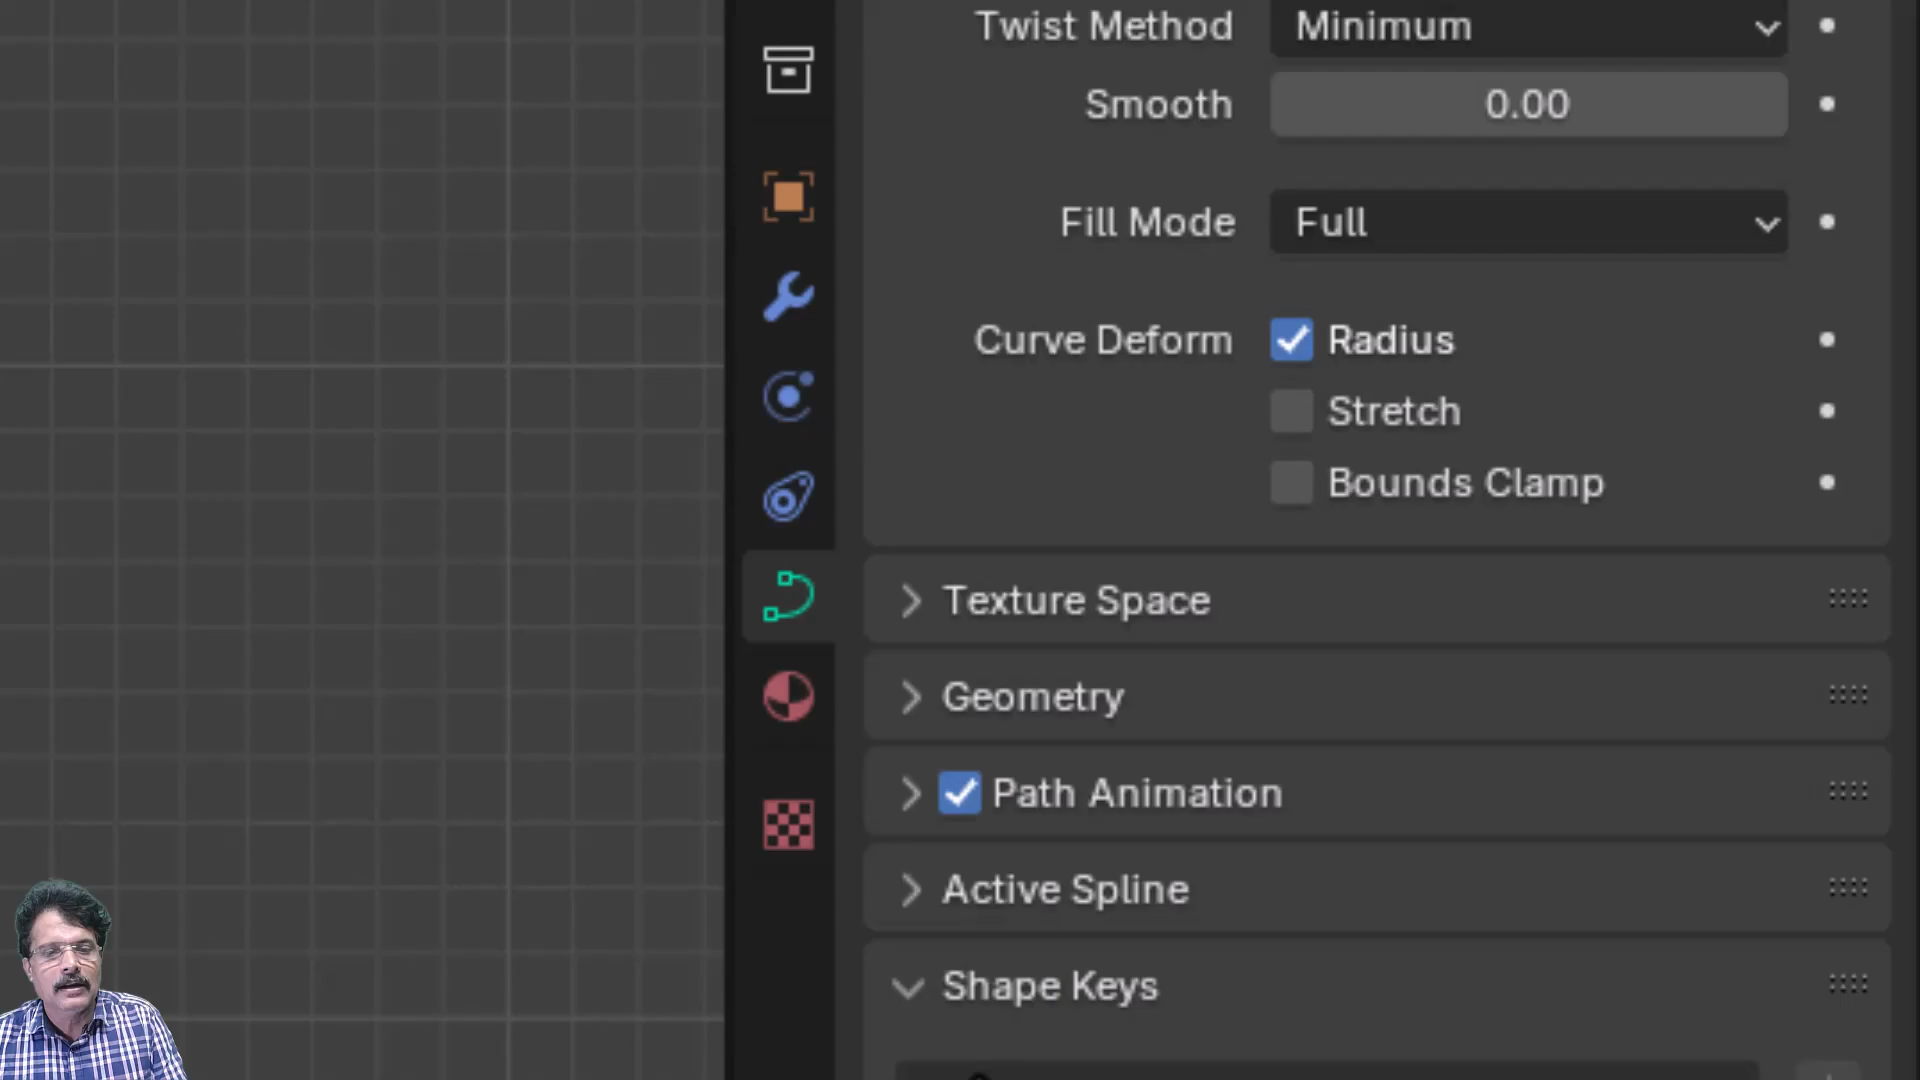 Twist Method Minimum
Smooth 0.00
Fill Mode Full
Curve Deform Radius
Stretch
Bounds Clamp
Texture Space
Geometry
Path Animation
Active Spline
Shape Keys